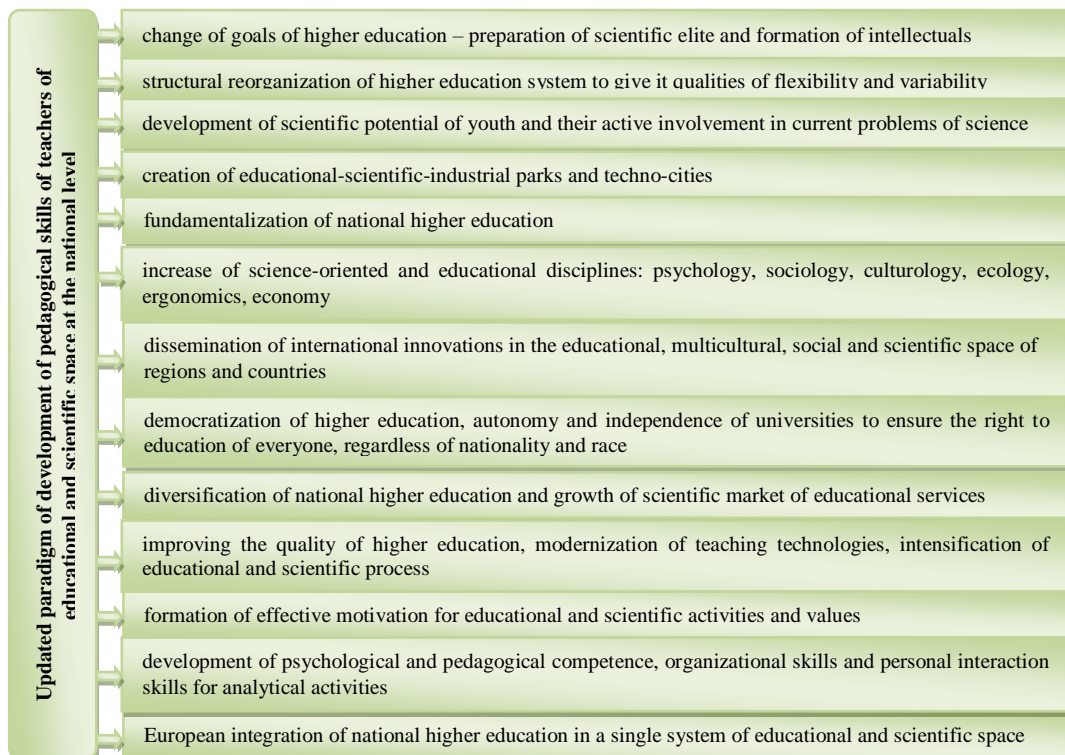 Updated paradigm of development of pedagogical skills of teachers of
educational and scientific space at the national level
change of goals of higher education – preparation of scientific elite and formation of intellectuals
structural reorganization of higher education system to give it qualities of flexibility and variability
development of scientific potential of youth and their active involvement in current problems of science
creation of educational-scientific-industrial parks and techno-cities
fundamentalization of national higher education
increase of science-oriented and educational disciplines: psychology, sociology, culturology, ecology,
ergonomics, economy
dissemination of international innovations in the educational, multicultural, social and scientific space of
regions and countries
democratization of higher education, autonomy and independence of universities to ensure the right to
education of everyone, regardless of nationality and race
diversification of national higher education and growth of scientific market of educational services
improving the quality of higher education, modernization of teaching technologies, intensification of
educational and scientific process
formation of effective motivation for educational and scientific activities and values
development of psychological and pedagogical competence, organizational skills and personal interaction
skills for analytical activities
European integration of national higher education in a single system of educational and scientific space